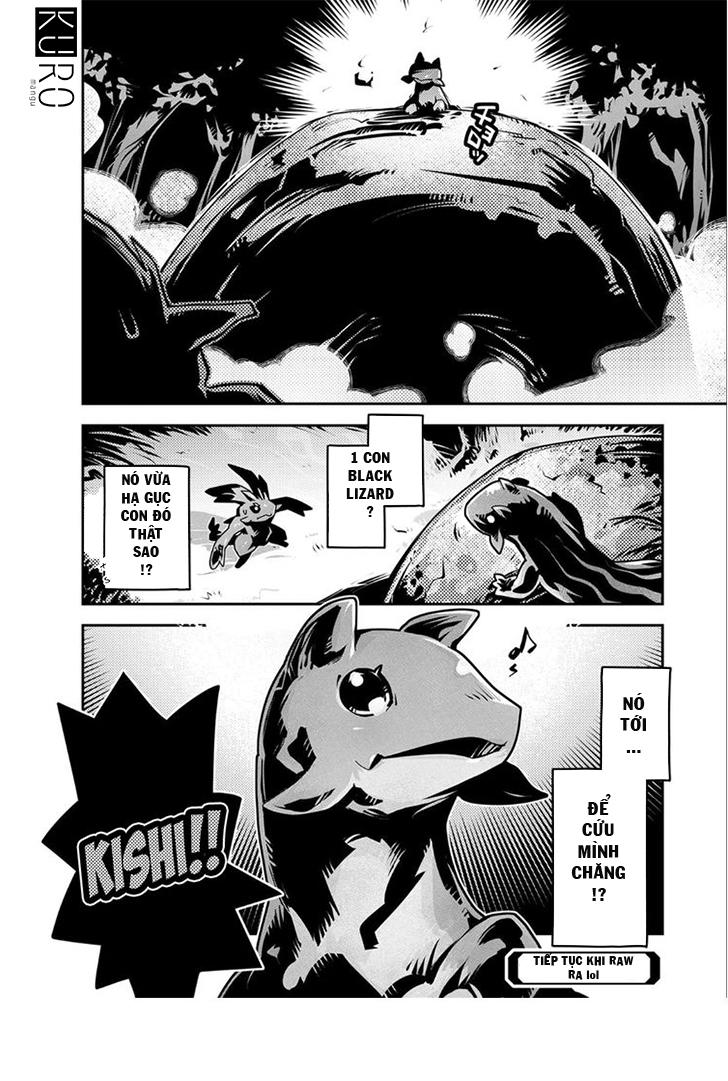 KURO
mangu
1 CON
BLACK
LIZARD
?
NÓ VỪA
HẠ GỤC
CON ĐÓ
THẬT
SAO
!?
NÓ
TỚI
...
ĐỂ
CỨU
MÌNH
CHĂNG
!?
KISHI!!
TIẾP TỤC KHI RAW
RA lol